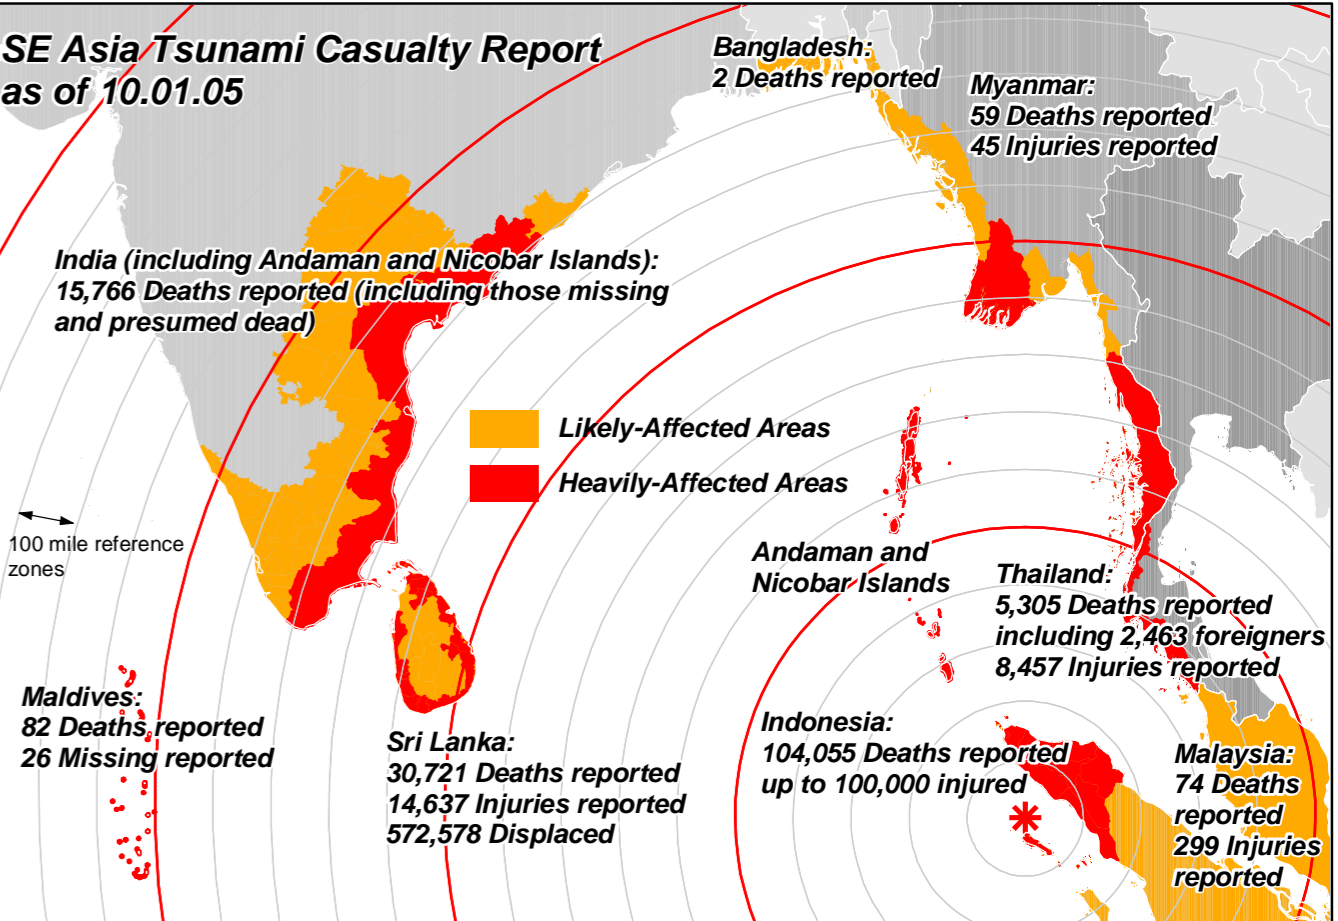 SE Asia Tsunami Casualty Report
as of 10.01.05
Bangladesh:
2 Deaths reported
Myanmar:
59 Deaths reported
45 Injuries reported
India (including Andaman and Nicobar Islands):
15,766 Deaths reported (including those missing
and presumed dead)
Likely-Affected Areas
Heavily-Affected Areas
100 mile reference
zones
Andaman and
Nicobar Islands
Thailand:
5,305 Deaths reported
including 2,463 foreigners
8,457 Injuries reported
Maldives:
82 Deaths reported
26 Missing reported
Sri Lanka:
30,721 Deaths reported
14,637 Injuries reported
572,578 Displaced
Indonesia:
104,055 Deaths reported
up to 100,000 injured
Malaysia:
74 Deaths
reported
299 Injuries
reported